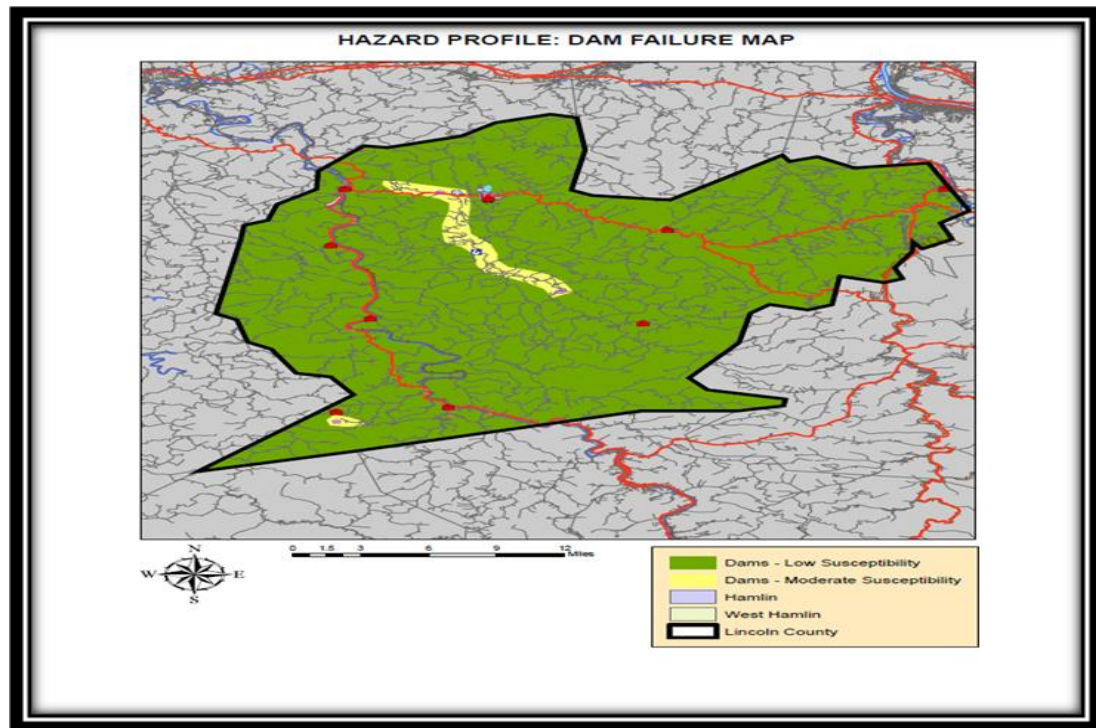 HAZARD PROFILE: DAM FAILURE MAP
N
W E
S
0 1.5 3 6 9 12
Miles
Dams - Low Susceptibility
Dams - Moderate Susceptibility
Hamlin
West Hamlin
Lincoln County